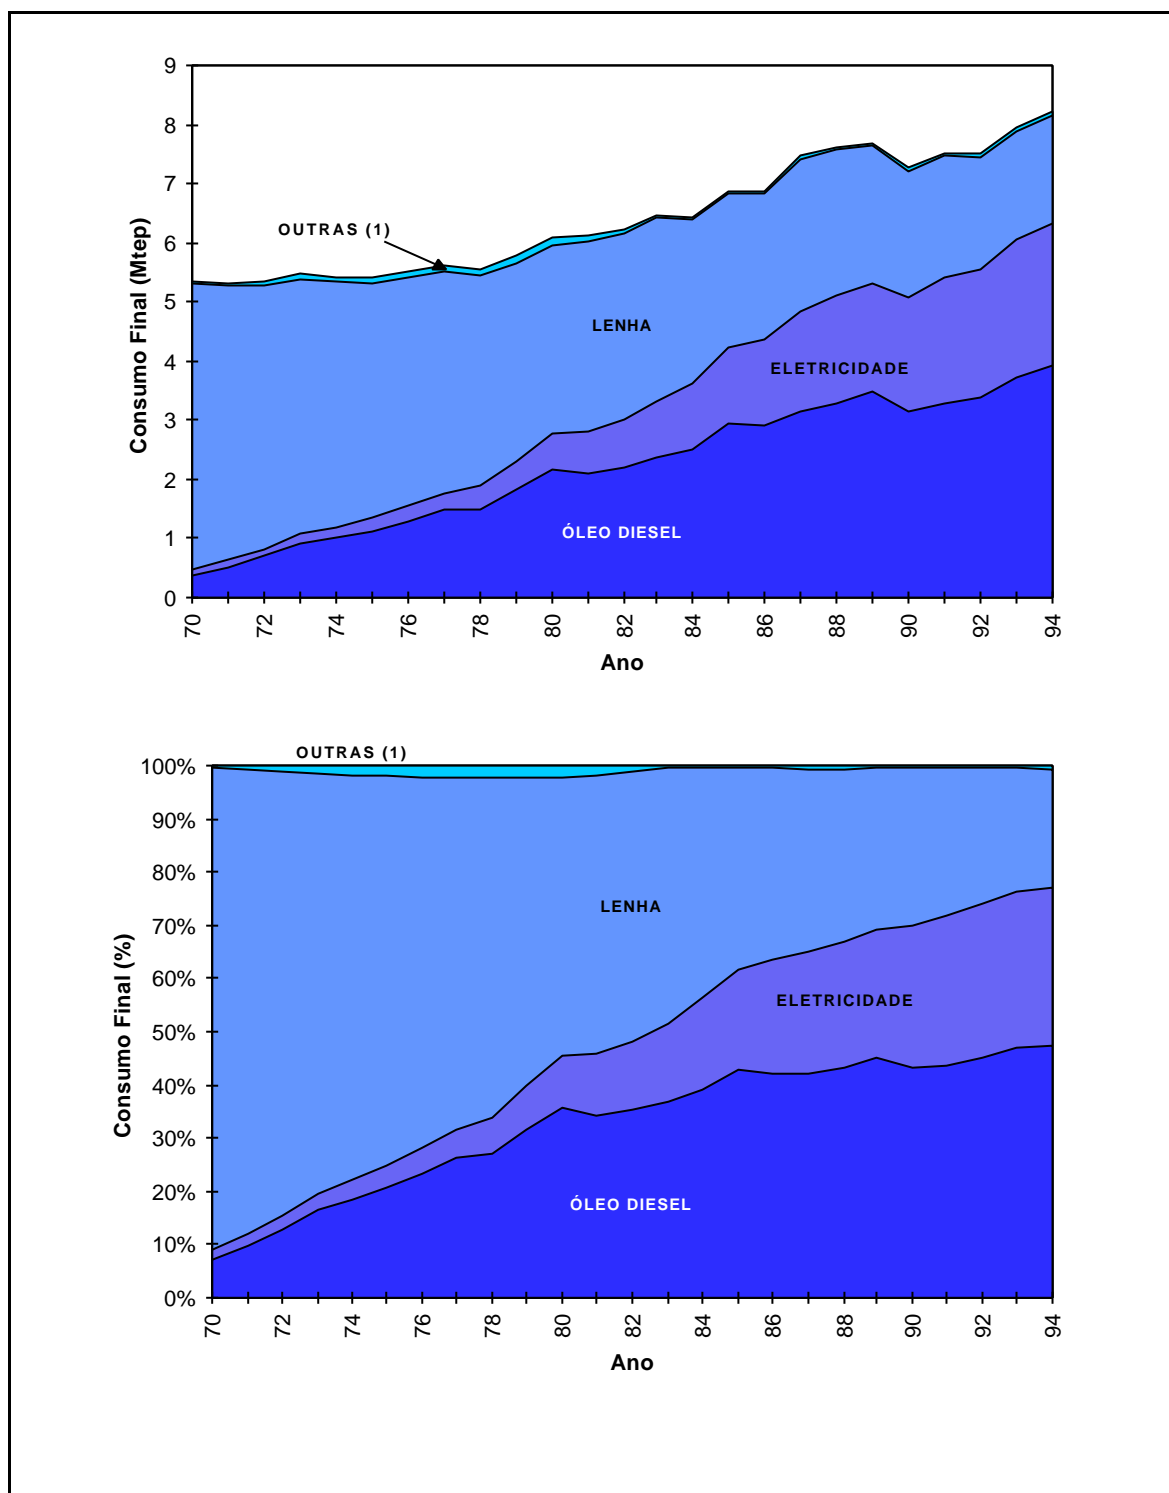 9
8
7
6
5
4
3
2
1
0
Consumo Final (Mtep)
OUTRAS (1)
LENHA
ELETRICIDADE
ÓLEO DIESEL
70 72 74 76 78 80 82 84 86 88 90 92 94
Ano
OUTRAS (1)
100%
90%
80%
70%
60%
50%
40%
30%
20%
10%
0%
Consumo Final (%)
LENHA
ELETRICIDADE
ÓLEO DIESEL
70 72 74 76 78 80 82 84 86 88 90 92 94
Ano